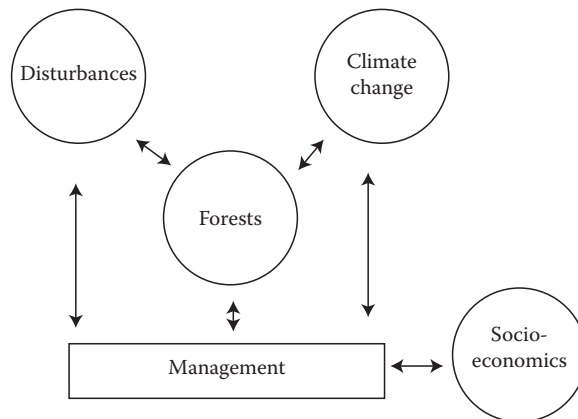 Disturbances
Climate
change
Forests
Management
Socio-
economics